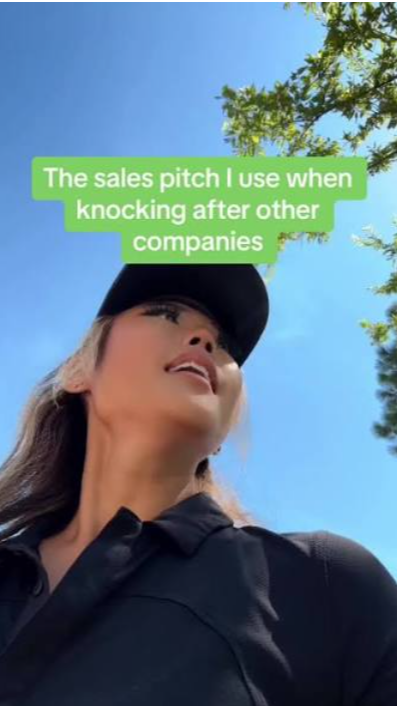 The sales pitch I use when
knocking after other
companies